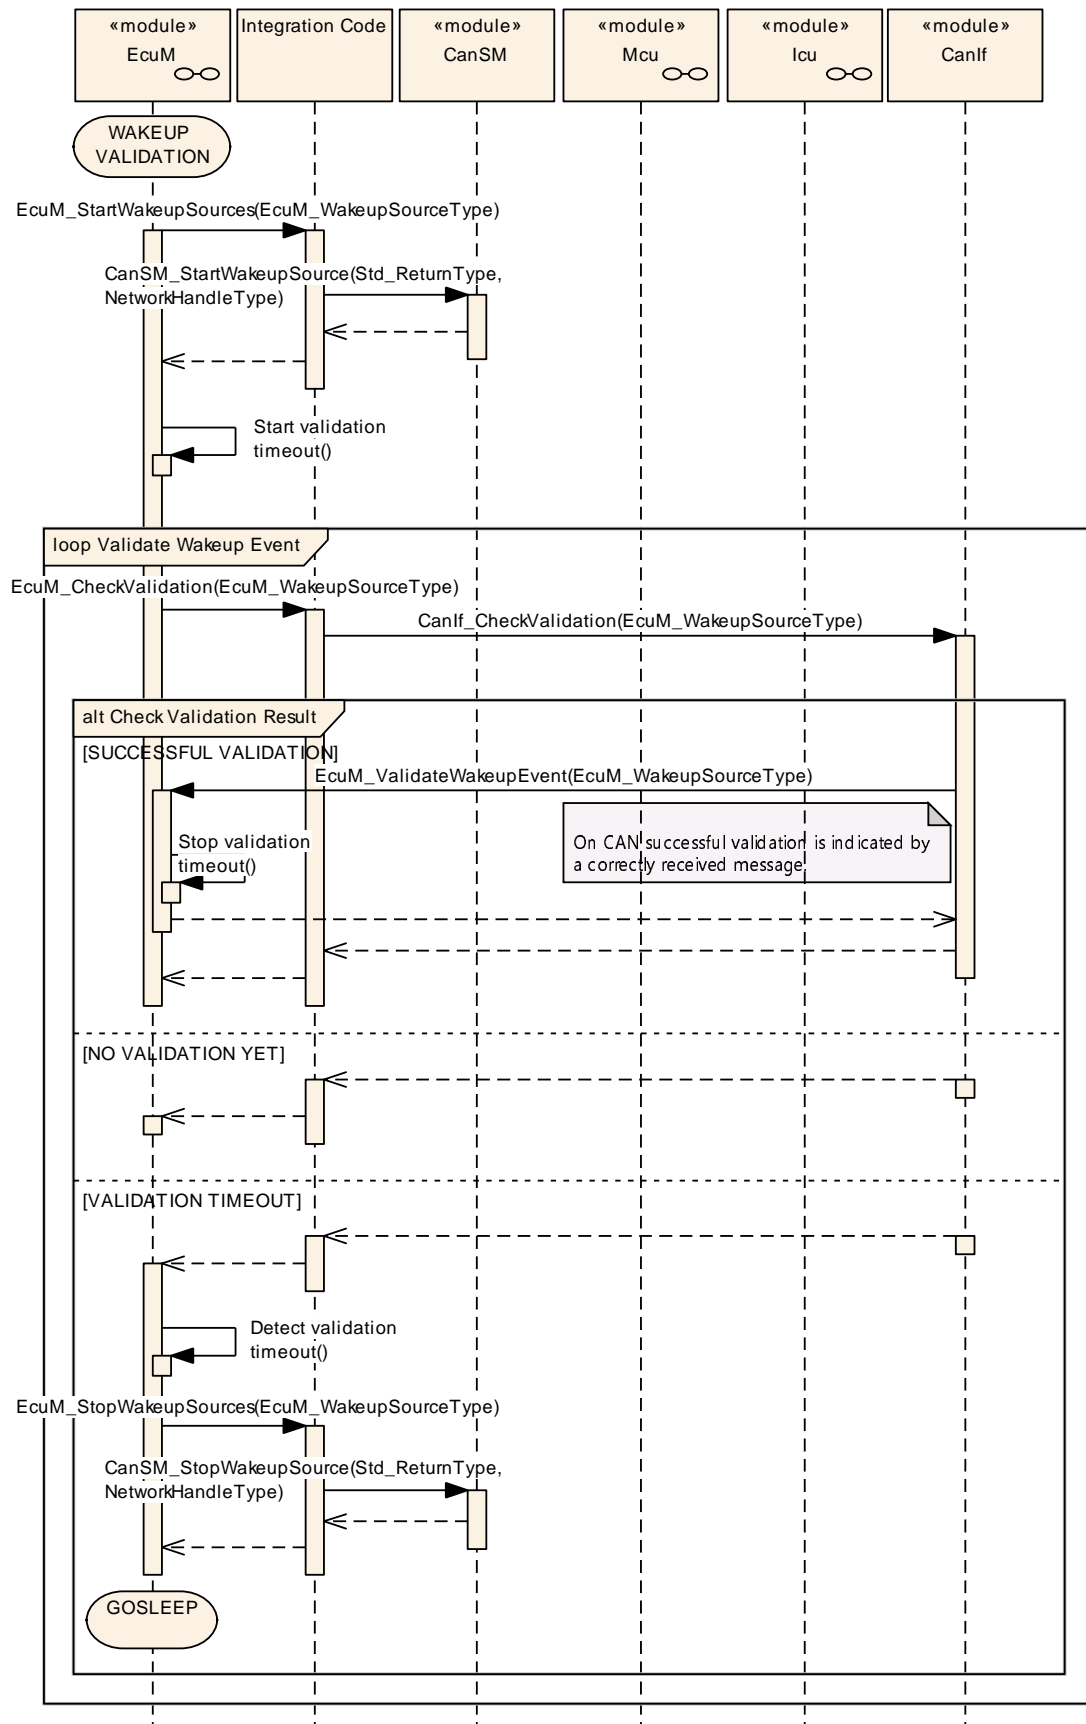 «module»
EcuM
Integration Code
«module»
CanSM
«module»
Mcu
«module»
Icu
«module»
CanIf
WAKEUP
VALIDATION
EcuM_StartWakeupSources(EcuM_WakeupSourceType)
CanSM_StartWakeupSource(Std_ReturnType,
NetworkHandleType)
Start validation
timeout()
loop Validate Wakeup Event
EcuM_CheckValidation(EcuM_WakeupSourceType)
CanIf_CheckValidation(EcuM_WakeupSourceType)
alt Check Validation Result
[SUCCESSFUL VALIDATION]
EcuM_ValidateWakeupEvent(EcuM_WakeupSourceType)
Stop validation
timeout()
On CAN successful validation is indicated by
a correctly received message.
[NO VALIDATION YET]
[VALIDATION TIMEOUT]
Detect validation
timeout()
EcuM_StopWakeupSources(EcuM_WakeupSourceType)
CanSM_StopWakeupSource(Std_ReturnType,
NetworkHandleType)
GOSLEEP